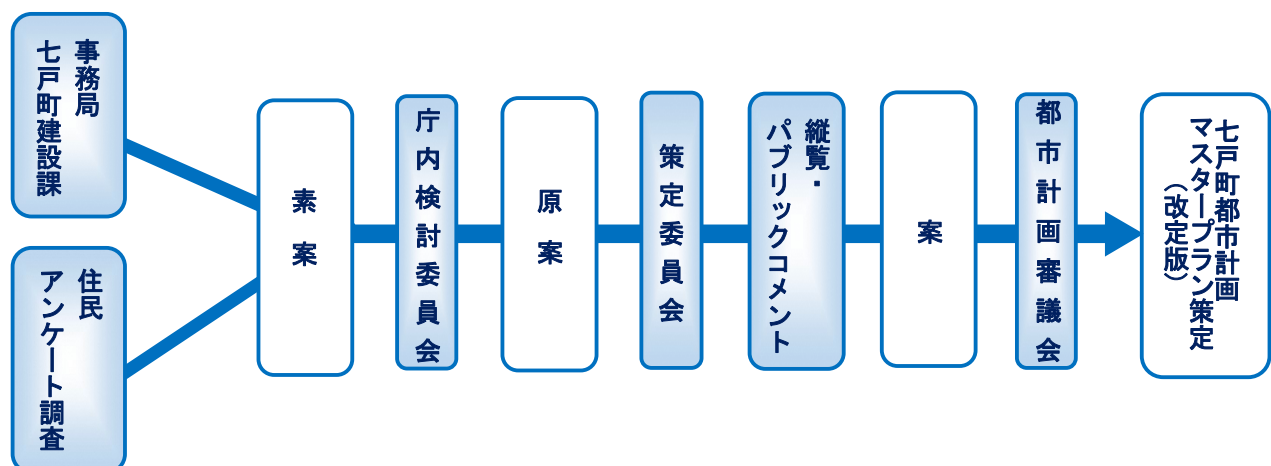 事務局
七戸町建設課
住民
アンケート調査
素案
庁内検討委員会
原案
策定委員会
縦覧・
パブリックコメント
案
都市計画審議会
七戸町都市計画
マスタープラン策定
（改定版）